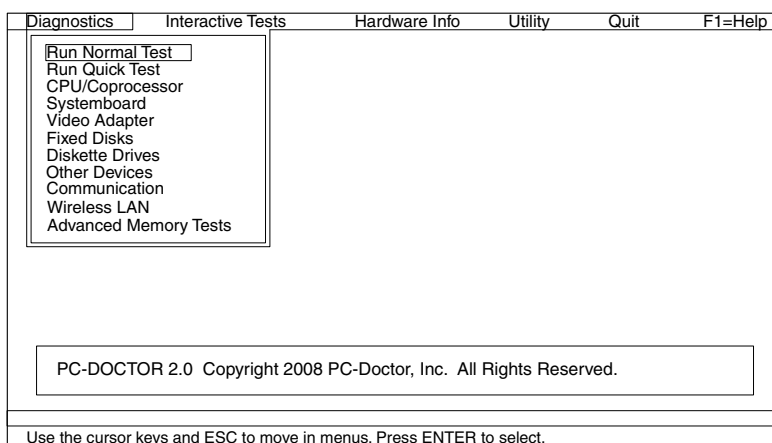 Diagnostics Interactive Tests Hardware Info Utility Quit F1=Help
Run Normal Test
Run Quick Test
CPU/Coprocessor
Systemboard
Video Adapter
Fixed Disks
Diskette Drives
Other Devices
Communication
Wireless LAN
Advanced Memory Tests
PC-DOCTOR 2.0 Copyright 2008 PC-Doctor, Inc. All Rights Reserved.
Use the cursor keys and ESC to move in menus. Press ENTER to select.